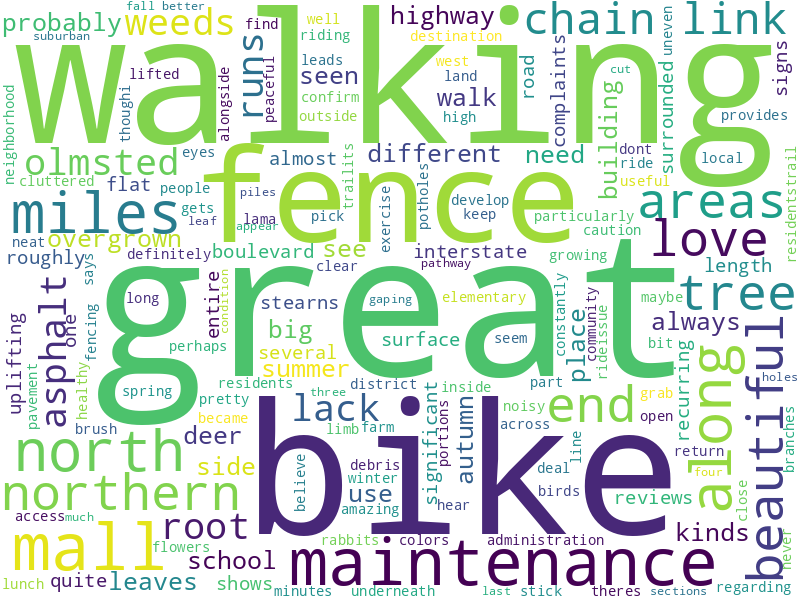 fall better
suburban
probably
weeds
highway
well
riding
destination
find
chain link
walking
runs
peaceful
lifted
alongside
thoughi
neighborhood
leads
seen
confirm
outside
west
land
walk
high
road
complaints
cut
surrounded
uneven
signs
provides
local
building
dont
ride
useful
olmsted
eyes
almost
different
need
cluttered
flat
people
piles
lama
pick
gets
leaf
appear
fence
traillits
exercise
potholes
develop
keep
particularly
caution
growing
areas
residentstrail
miles
neat
overgrown
roughly
definitely
boulevard
see
clear
interstate
pathway
love
length
says
fencing
long
entire
condition
stearns
great
gaping
elementary
constantly
community
rideissue
maybe
tree
always
bit
uplifting
one
asphalt
pavement
healthy
perhaps
spring
big
several
summer
surface
seem
place
recurring
residents
three
district
inside
part
grab
holes
brush
pretty
became
lack
noisy
across
end
open
along
beautiful
north
deer
side
limb
farm
bike
significant
portions
autumn
deal
line
return
branches
believe
debris
winter
use
amazing
hear
birds
reviews
close
four
never
northern
access
much
root
rabbits
colors
administration
kinds
mall
flowers
school
maintenance
lunch
quite
leaves
shows
minutes
underneath
last
stick
theres
sections
regarding